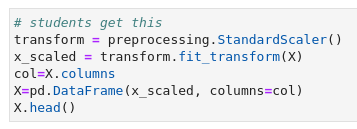 # students get this
transform = preprocessing.StandardScaler()
x_scaled = transform.fit_transform(X)
col=X.columns
X=pd.DataFrame(x_scaled, columns=col)
X.head()